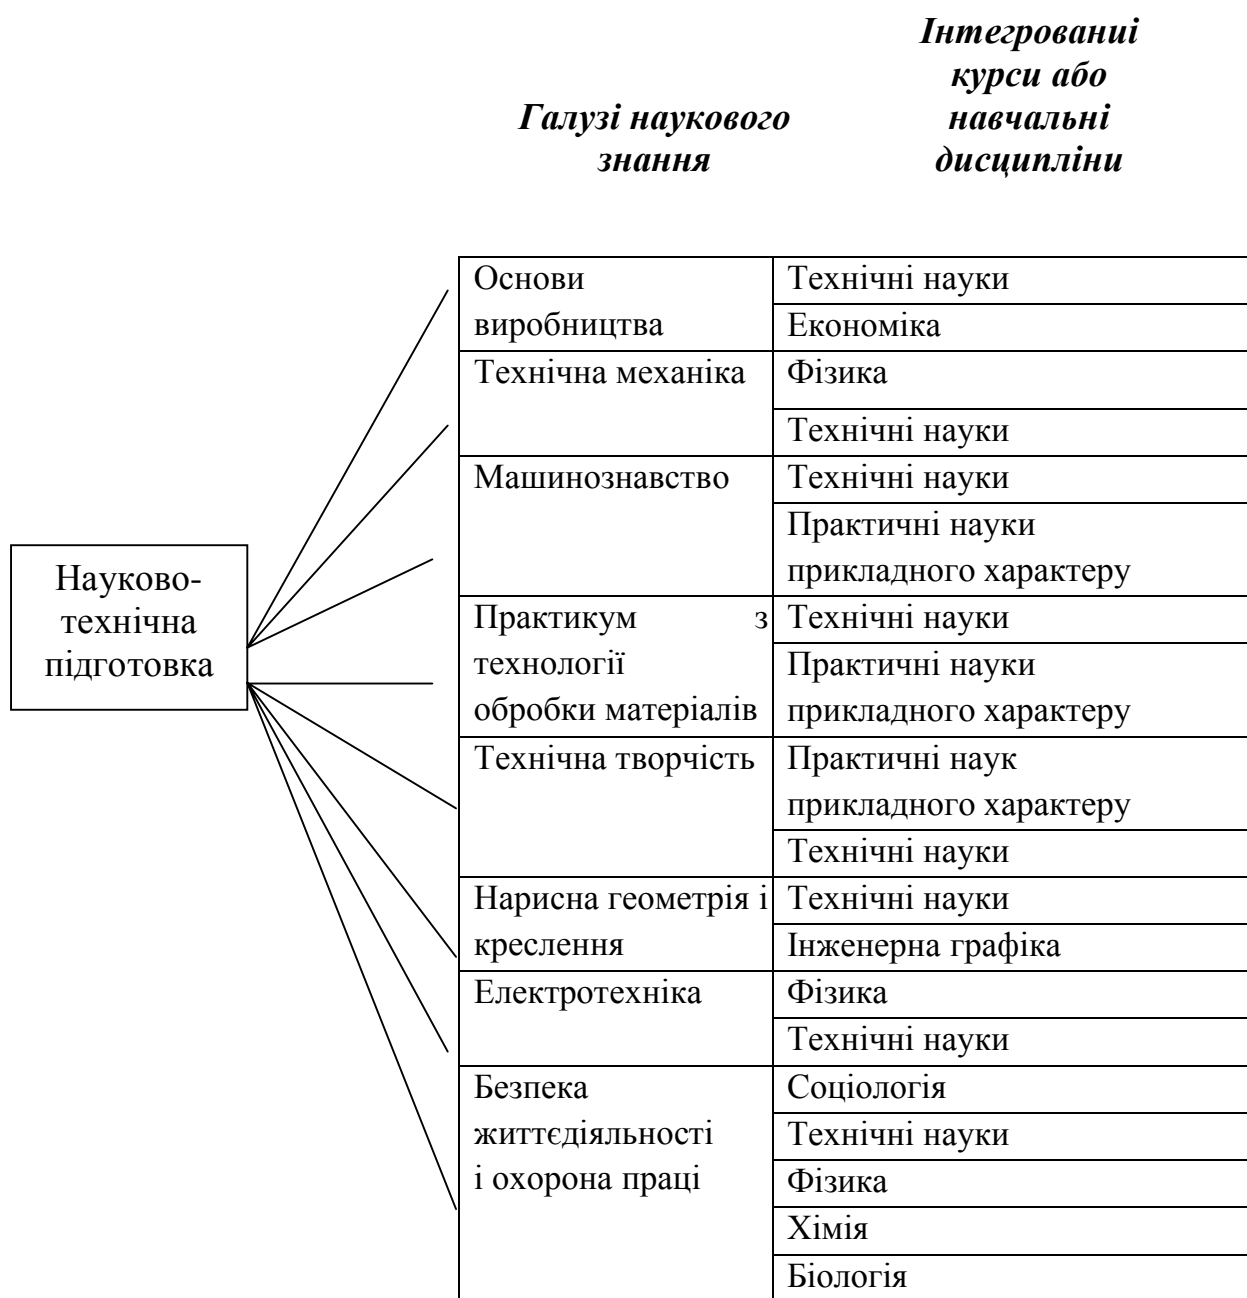 Інтегрованиі
курси або
навчальні
дисципліни
Галузі наукового
знання
Науково-
технічна
підготовка
Основи
виробництва
Технічні науки
Економіка
Технічна механіка
Фізика
Технічні науки
Машинознавство
Технічні науки
Практичні науки
прикладного характеру
Практикум з
технології
обробки матеріалів
Технічні науки
Практичні науки
прикладного характеру
Технічна творчість
Практичні наук
прикладного характеру
Технічні науки
Нарисна геометрія і
креслення
Технічні науки
Інженерна графіка
Електротехніка
Фізика
Технічні науки
Безпека
життєдіяльності
і охорона праці
Соціологія
Технічні науки
Фізика
Хімія
Біологія